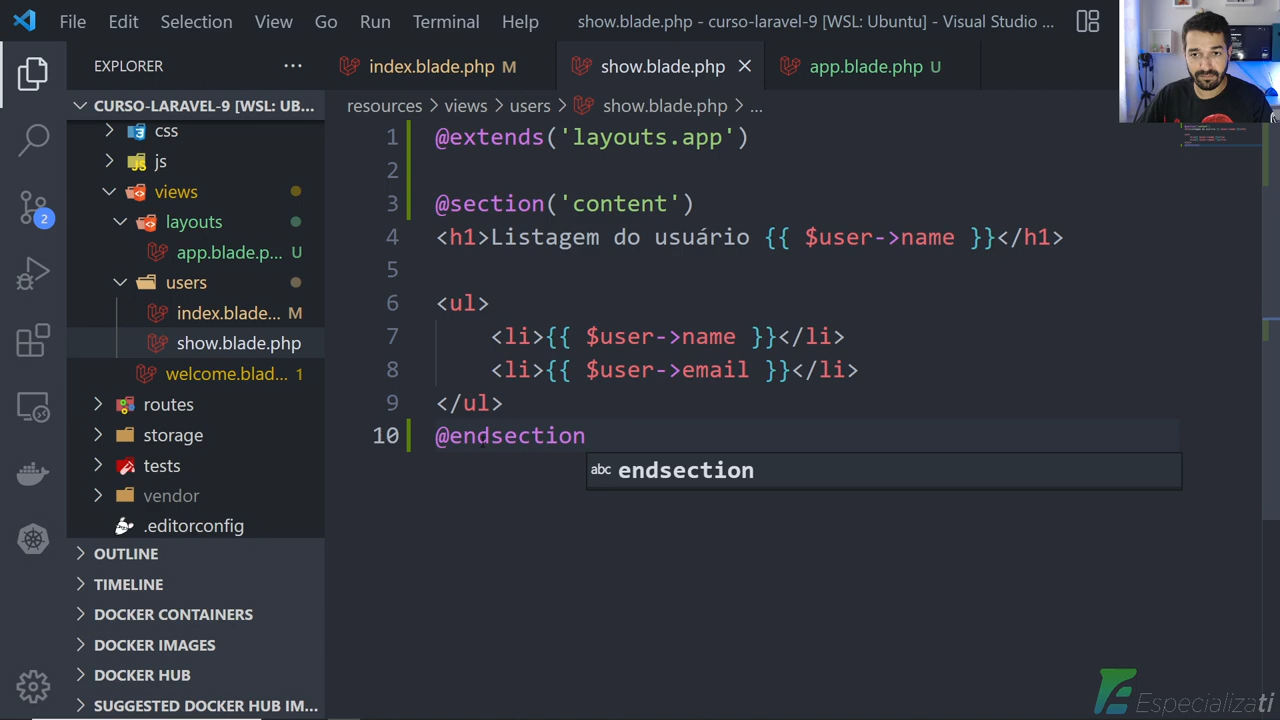 File Edit Selection View Go Run Terminal Help show.blade.php - curso-laravel-9 [WSL: Ubuntu] - Visual Studio ...
EXPLORER ...
index.blade.php M
show.blade.php
app.blade.php U
CURSO-LARAVEL-9 [WSL: UB...
resources > views > users > show.blade.php > ...
css
js
views
layouts
app.blade.p... U
users
index.blade... M
show.blade.php
welcome.blad... 1
routes
storage
tests
vendor
.editorconfig
OUTLINE
TIMELINE
DOCKER CONTAINERS
DOCKER IMAGES
DOCKER HUB
SUGGESTED DOCKER HUB IM...
2
1 @extends('layouts.app')
2
3 @section('content')
4 <h1>Listagem do usuário {{ $user->name }}</h1>
5
6 <ul>
7 <li>{{ $user->name }}</li>
8 <li>{{ $user->email }}</li>
9 </ul>
10 @endsection
abc endsection
Especializati